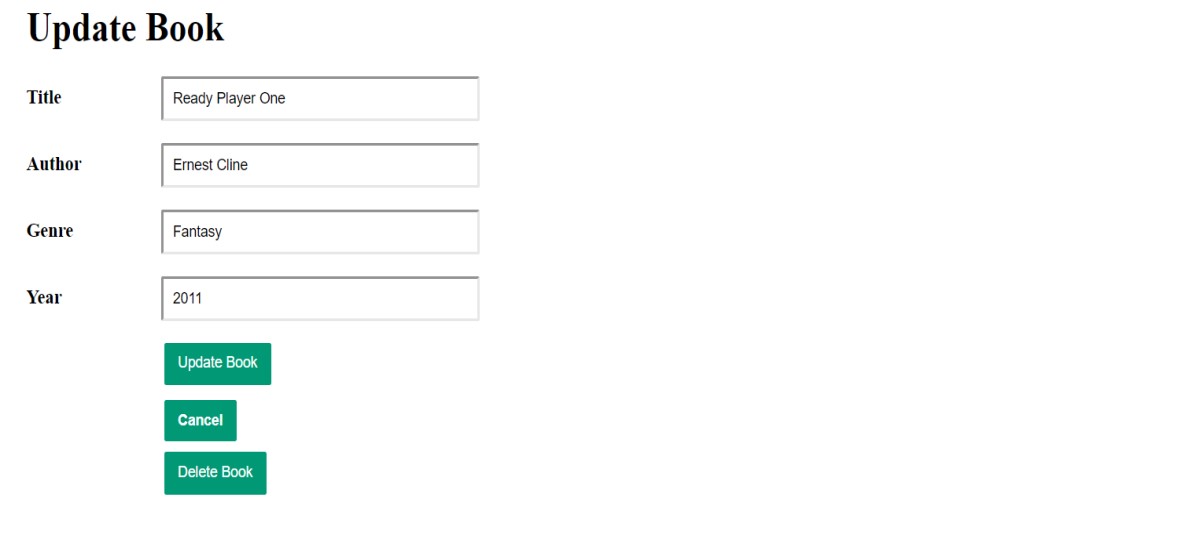 Update Book
Title Ready Player One
Author Ernest Cline
Genre Fantasy
Year 2011
Update Book
Cancel
Delete Book